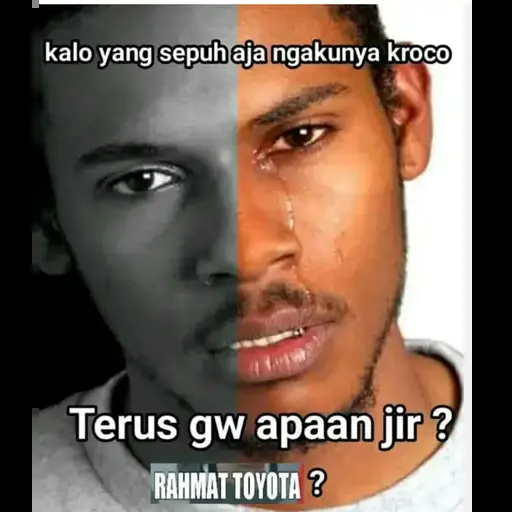 kalo yang sepuh aja ngakunya kroco
Terus gw apaan jir ?
RAHMAT TOYOTA ?